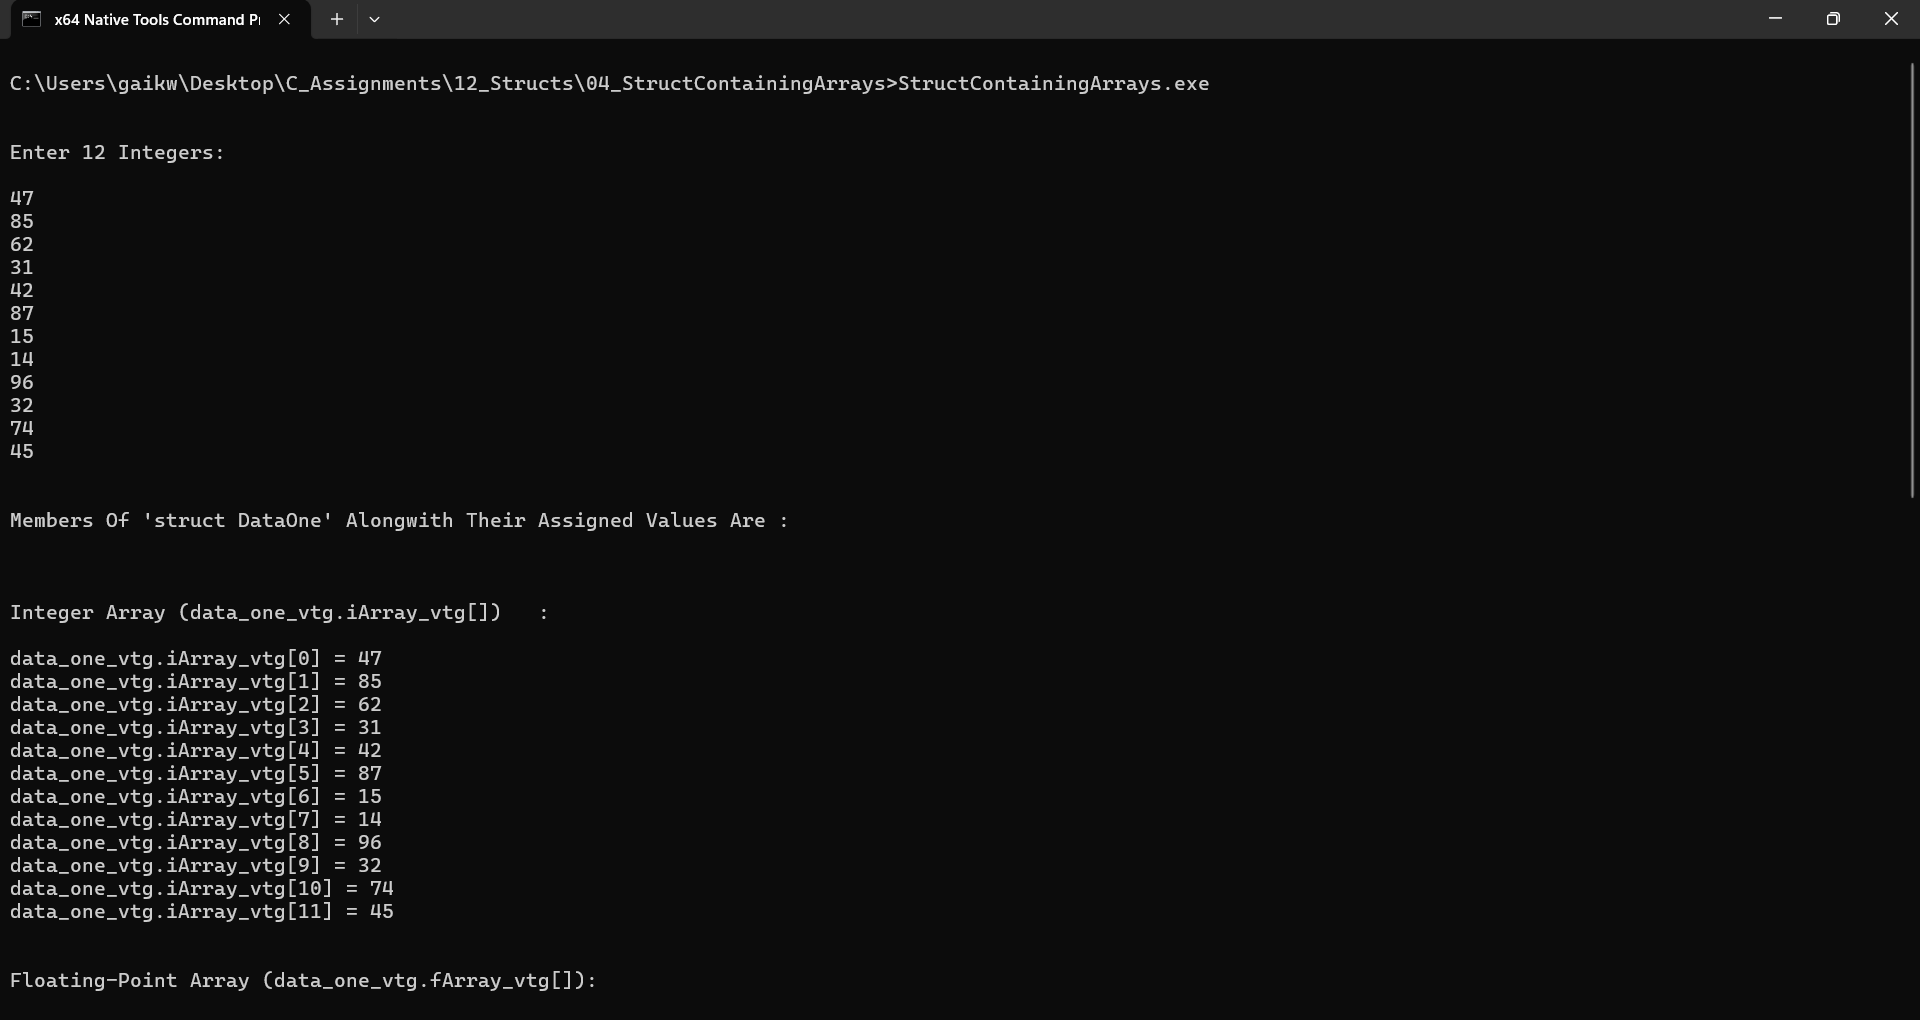 x64 Native Tools Command P
C:\Users\gaikw\Desktop\C_Assignments\12_Structs\04_StructContainingArrays>StructContainingArrays.exe
Enter 12 Integers:
47
85
62
31
42
87
15
14
96
32
74
45
Members Of 'struct DataOne' Alongwith Their Assigned Values Are :
Integer Array (data_one_vtg.iArray_vtg[])   :
data_one_vtg.iArray_vtg[0] = 47
data_one_vtg.iArray_vtg[1] = 85
data_one_vtg.iArray_vtg[2] = 62
data_one_vtg.iArray_vtg[3] = 31
data_one_vtg.iArray_vtg[4] = 42
data_one_vtg.iArray_vtg[5] = 87
data_one_vtg.iArray_vtg[6] = 15
data_one_vtg.iArray_vtg[7] = 14
data_one_vtg.iArray_vtg[8] = 96
data_one_vtg.iArray_vtg[9] = 32
data_one_vtg.iArray_vtg[10] = 74
data_one_vtg.iArray_vtg[11] = 45
Floating-Point Array (data_one_vtg.fArray_vtg[]):